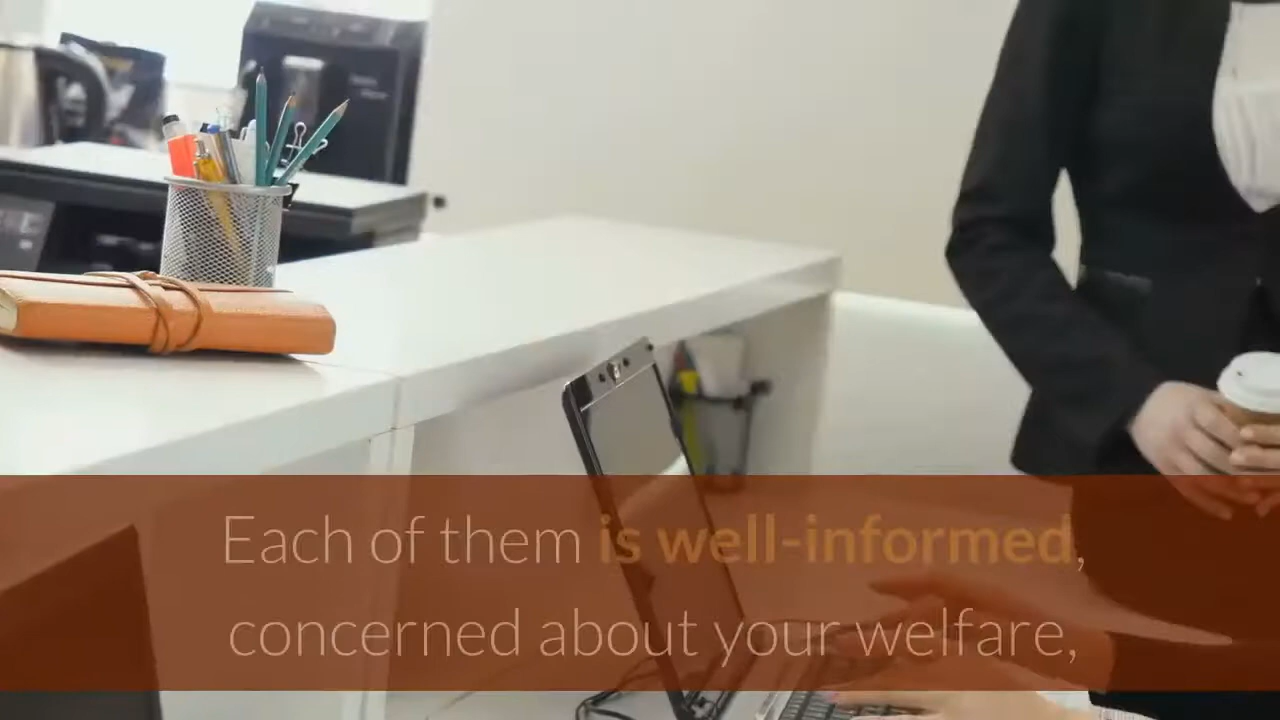 Each of them is well-informed,
concerned about your welfare,